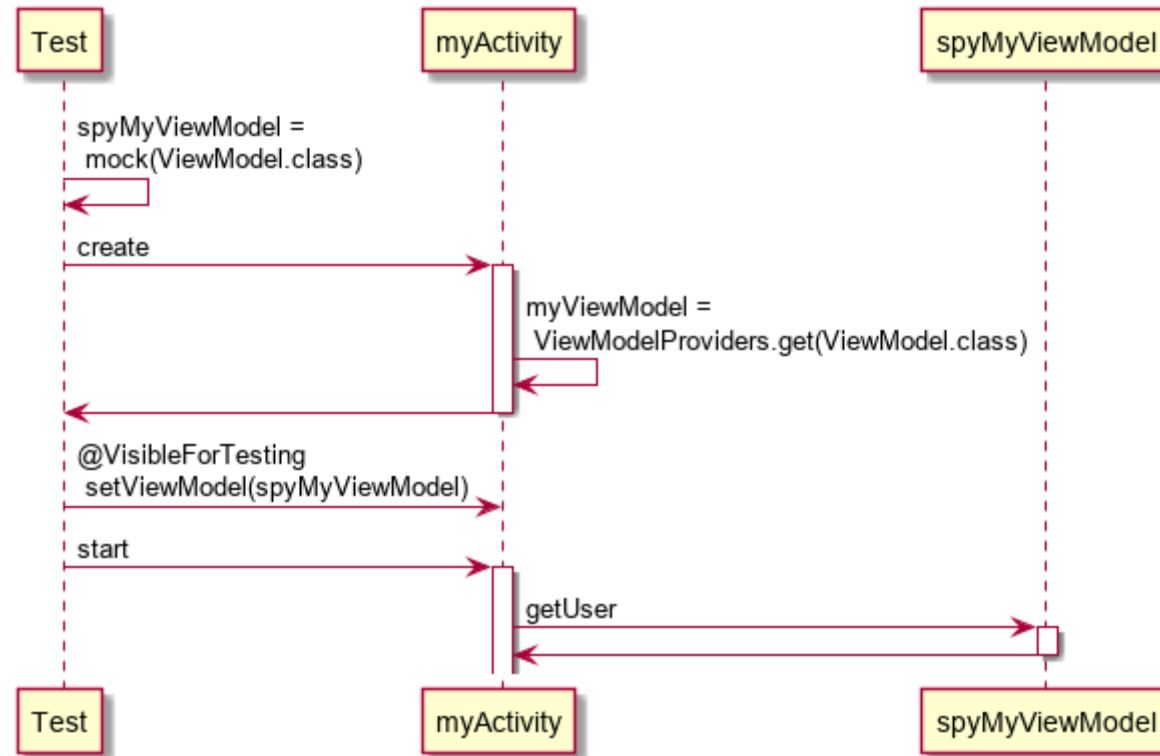 Test
myActivity
spyMyViewModel
spyMyViewModel =
mock(ViewModel.class)
create
myViewModel =
ViewModelProviders.get(ViewModel.class)
@VisibleForTesting
setViewModel(spyMyViewModel)
start
getUser
Test
myActivity
spyMyViewModel